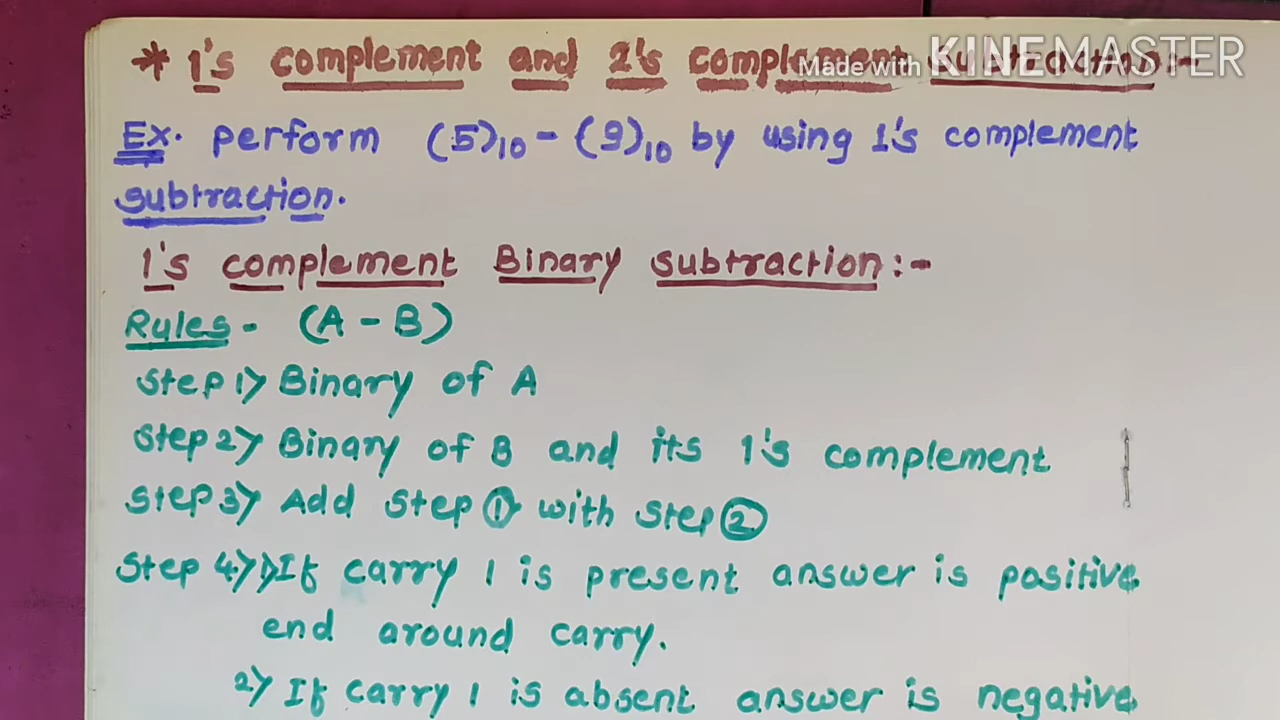 * 1's complement and 2's complement subtraction:-
Made with KINEMASTER
Ex. perform (5)10 - (9)10 by using 1's complement
subtraction.
1's complement Binary subtraction:-
Rules - (A - B)
Step 1> Binary of A
Step 2> Binary of B and its 1's complement
Step 3> Add Step ① with Step ②
Step 4> 1> If carry 1 is present answer is positive
end around carry.
2> If carry 1 is absent answer is negative